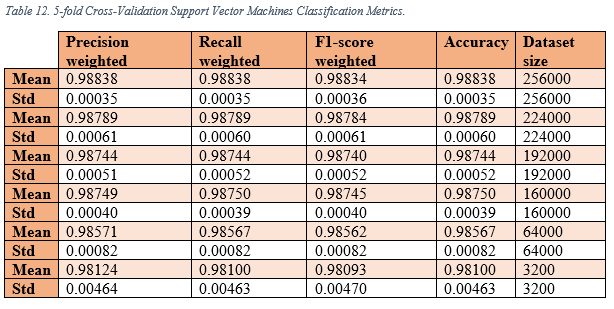 Table 12. 5-fold Cross-Validation Support Vector Machines Classification Metrics.
Precision weighted Recall weighted F1-score weighted Accuracy Dataset size
Mean 0.98838 0.98838 0.98834 0.98838 256000
Std 0.00035 0.00035 0.00036 0.00035 256000
Mean 0.98789 0.98789 0.98784 0.98789 224000
Std 0.00061 0.00060 0.00061 0.00060 224000
Mean 0.98744 0.98744 0.98740 0.98744 192000
Std 0.00051 0.00052 0.00052 0.00052 192000
Mean 0.98749 0.98750 0.98745 0.98750 160000
Std 0.00040 0.00039 0.00040 0.00039 160000
Mean 0.98571 0.98567 0.98562 0.98567 64000
Std 0.00082 0.00082 0.00082 0.00082 64000
Mean 0.98124 0.98100 0.98093 0.98100 3200
Std 0.00464 0.00463 0.00470 0.00463 3200